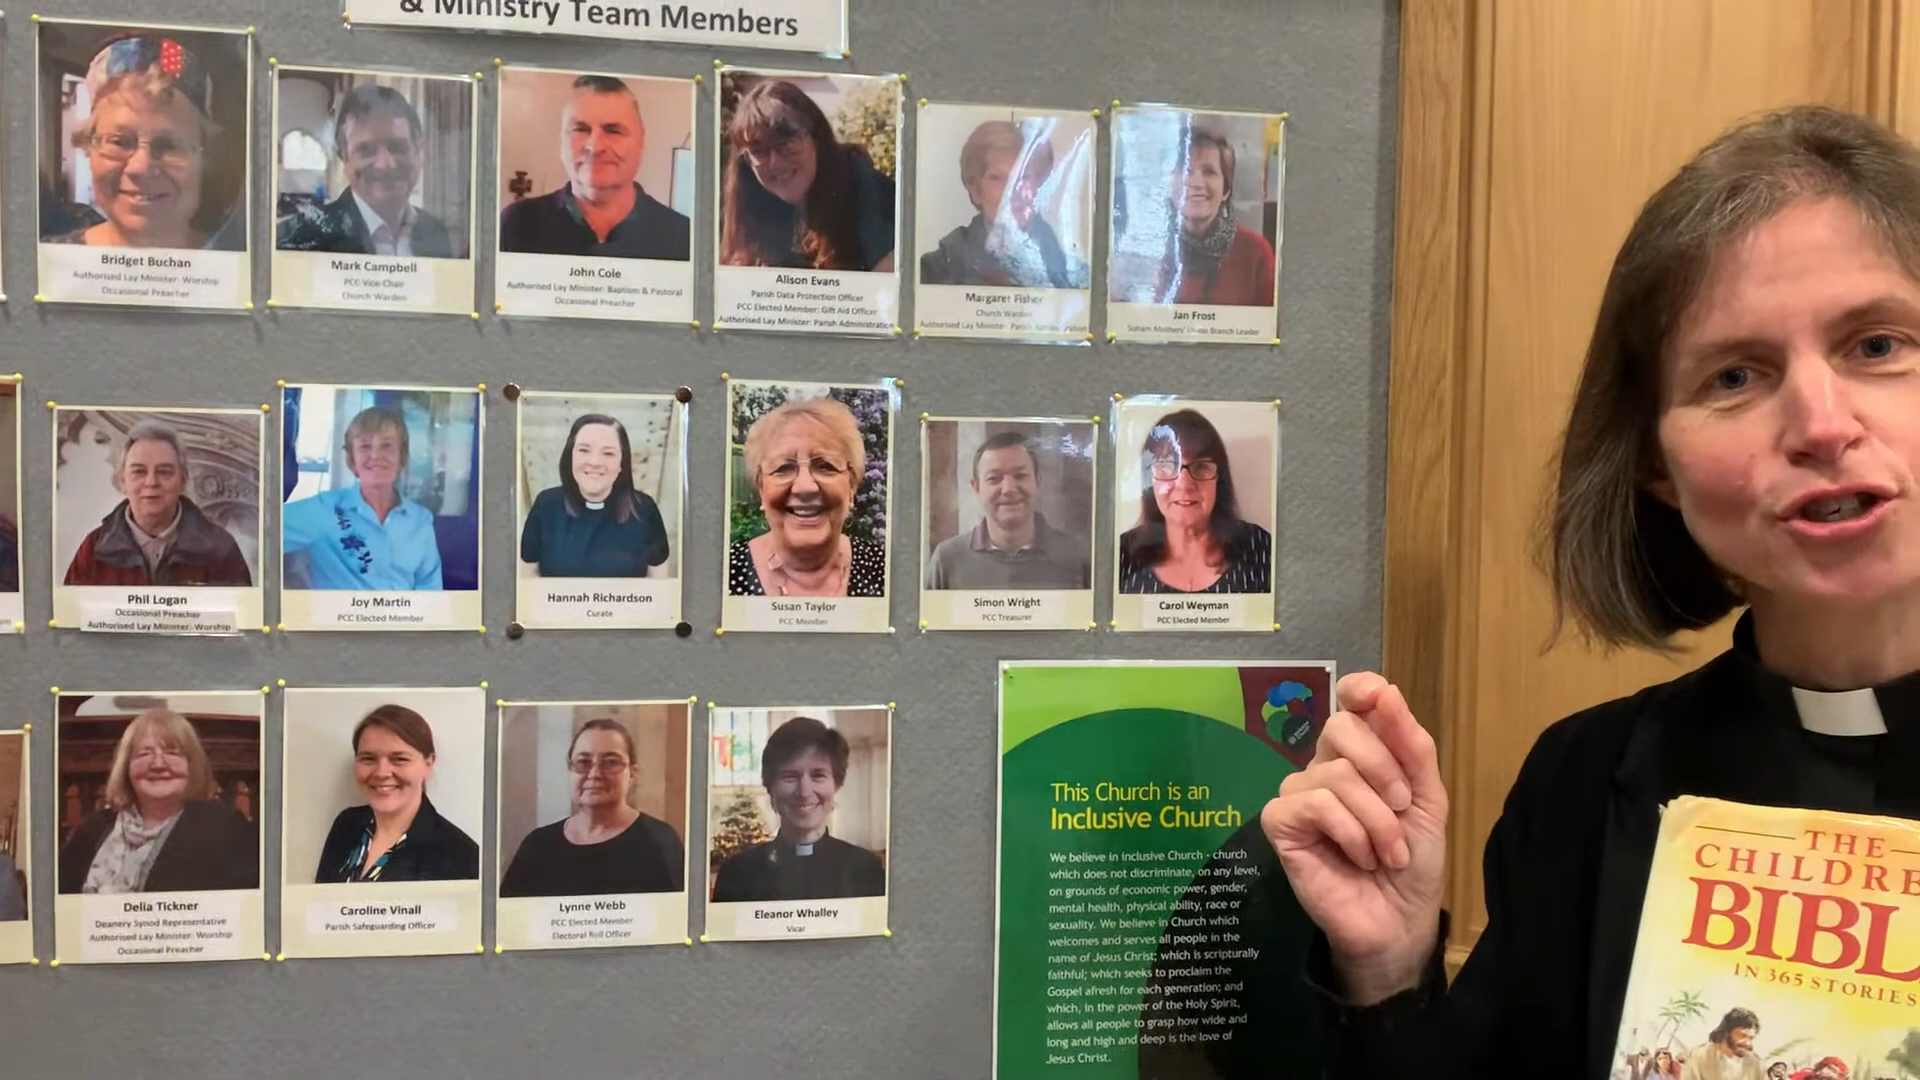 & Ministry Team Members
Bridget Buchan
Authorised Lay Minister: Worship
Occasional Preacher
Mark Campbell
PCC Vice Chair
Church Warden
John Cole
Authorised Lay Minister: Baptism & Pastoral
Occasional Preacher
Alison Evans
Parish Data Protection Officer
PCC Elected Member: Gift Aid Officer
Authorised Lay Minister: Parish Administration
Margaret Fisher
Church Warden
Authorised Lay Minister: Parish Administration
Jan Frost
Soham Mothers' Union Branch Leader
Phil Logan
Occasional Preacher
Authorised Lay Minister: Worship
Joy Martin
PCC Elected Member
Hannah Richardson
Curate
Susan Taylor
PCC Member
Simon Wright
PCC Treasurer
Carol Weyman
PCC Elected Member
Delia Tickner
Deanery Synod Representative
Authorised Lay Minister: Worship
Occasional Preacher
Caroline Vinall
Parish Safeguarding Officer
Lynne Webb
PCC Elected Member
Electoral Roll Officer
Eleanor Whalley
Vicar
This Church is an
Inclusive Church
We believe in inclusive Church - church
which does not discriminate, on any level,
on grounds of economic power, gender,
mental health, physical ability, race or
sexuality. We believe in Church which
welcomes and serves all people in the
name of Jesus Christ; which is scripturally
faithful; which seeks to proclaim the
Gospel afresh for each generation; and
which, in the power of the Holy Spirit,
allows all people to grasp how wide and
long and high and deep is the love of
Jesus Christ.
THE
CHILDRE
BIBL
IN 365 STORIES